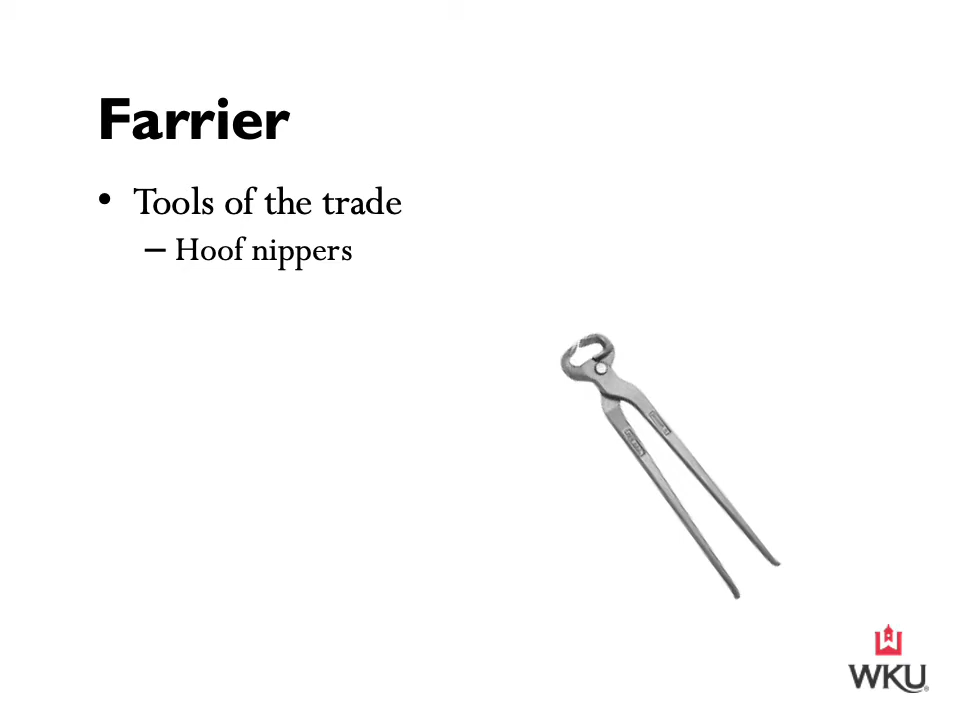 Farrier
• Tools of the trade
– Hoof nippers
WKU®